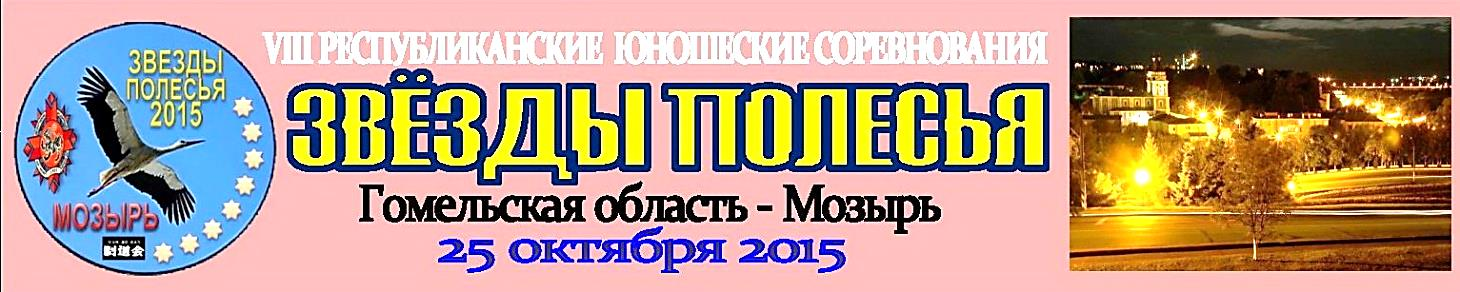 ЗВЕЗДЫ
ПОЛЕСЬЯ
2015
МОЗЫРЬ
VIII РЕСПУБЛИКАНСКИЕ ЮНОШЕСКИЕ СОРЕВНОВАНИЯ
ЗВЁЗДЫ ПОЛЕСЬЯ
Гомельская область - Мозырь
25 октября 2015